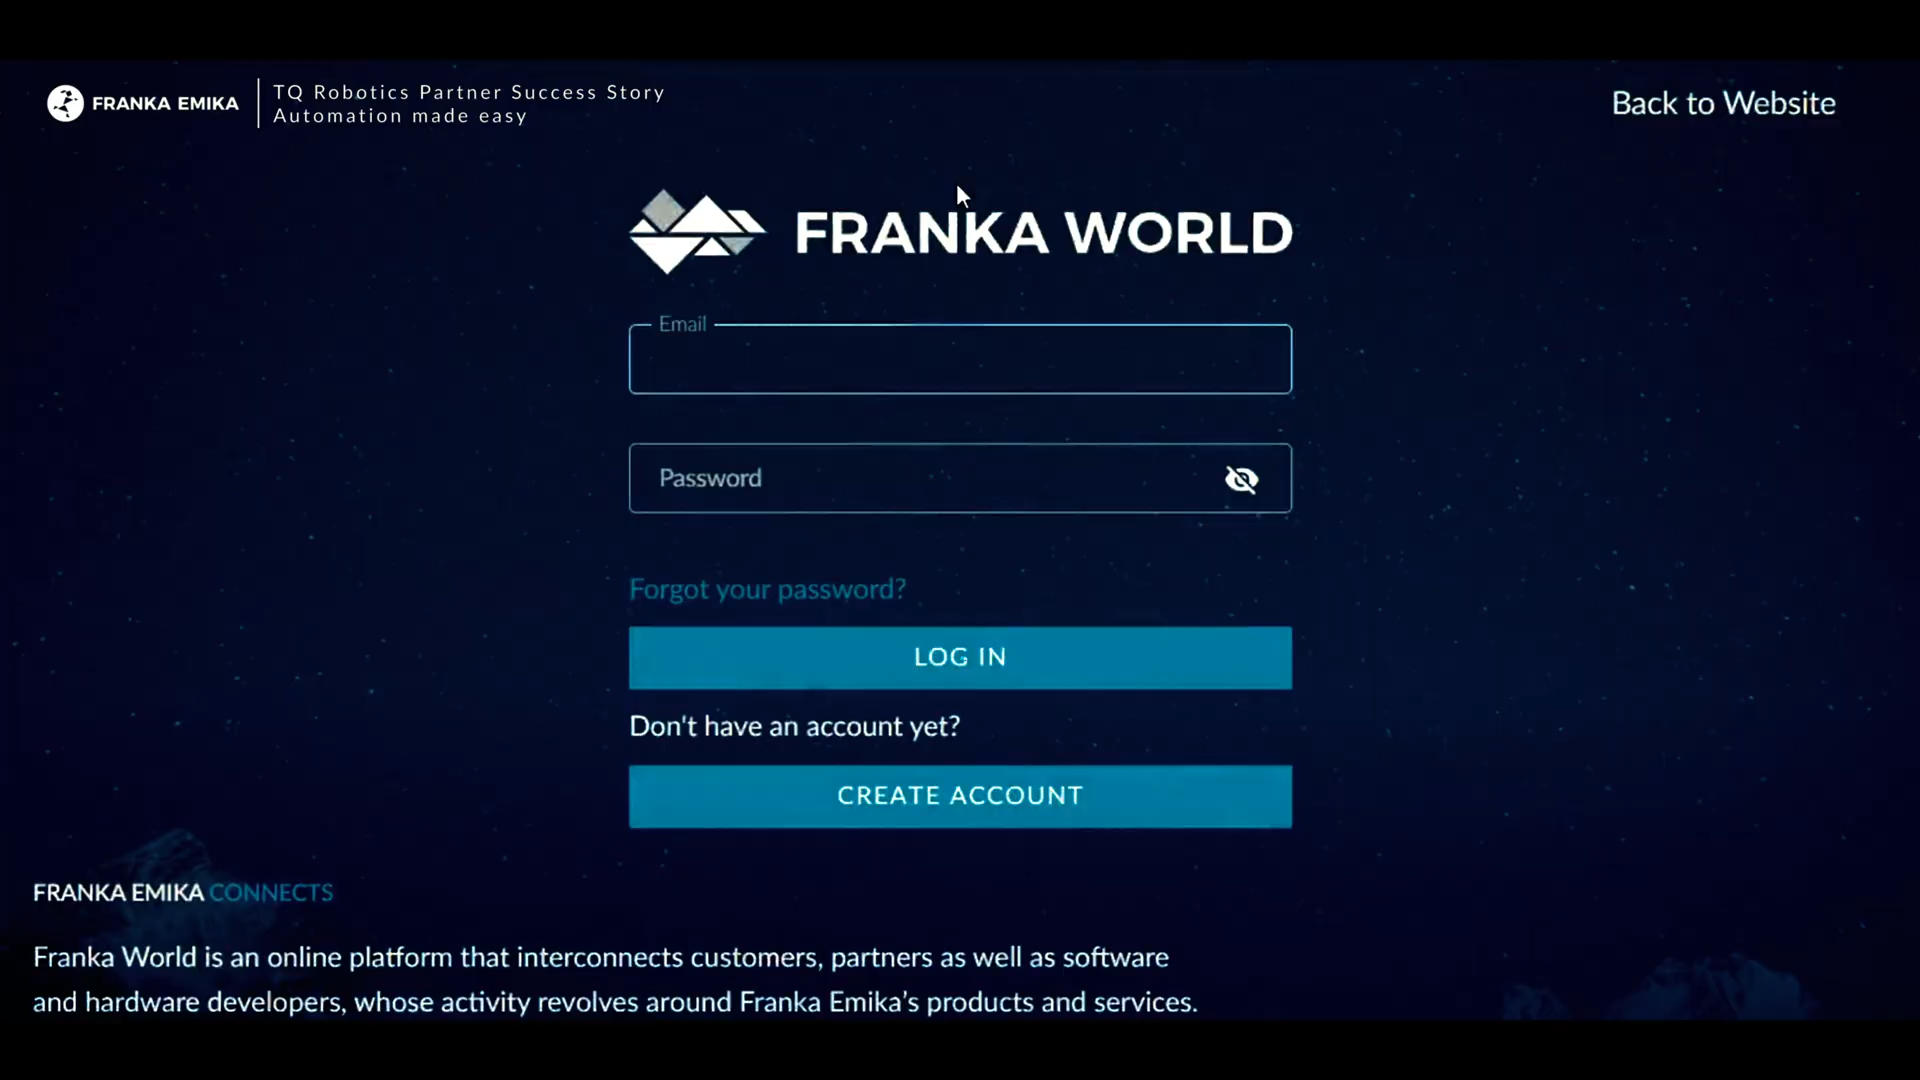 FRANKA EMIKA
TQ Robotics Partner Success Story
Automation made easy
Back to Website
FRANKA WORLD
Email
Password
Forgot your password?
LOG IN
Don't have an account yet?
CREATE ACCOUNT
FRANKA EMIKA CONNECTS
Franka World is an online platform that interconnects customers, partners as well as software
and hardware developers, whose activity revolves around Franka Emika’s products and services.